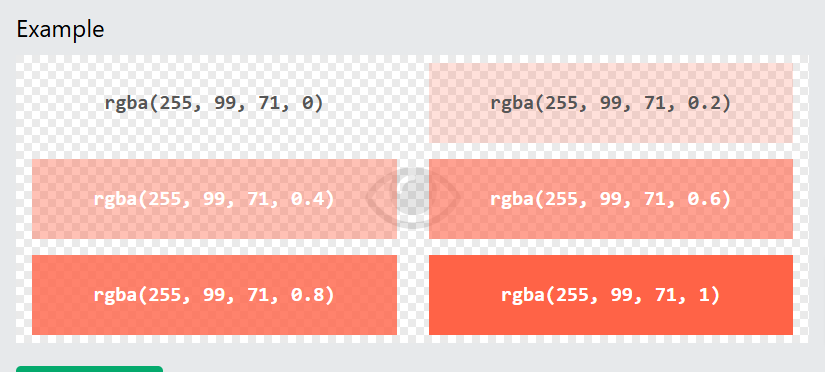 Example
rgba(255, 99, 71, 0)
rgba(255, 99, 71, 0.2)
rgba(255, 99, 71, 0.4)
rgba(255, 99, 71, 0.6)
rgba(255, 99, 71, 0.8)
rgba(255, 99, 71, 1)